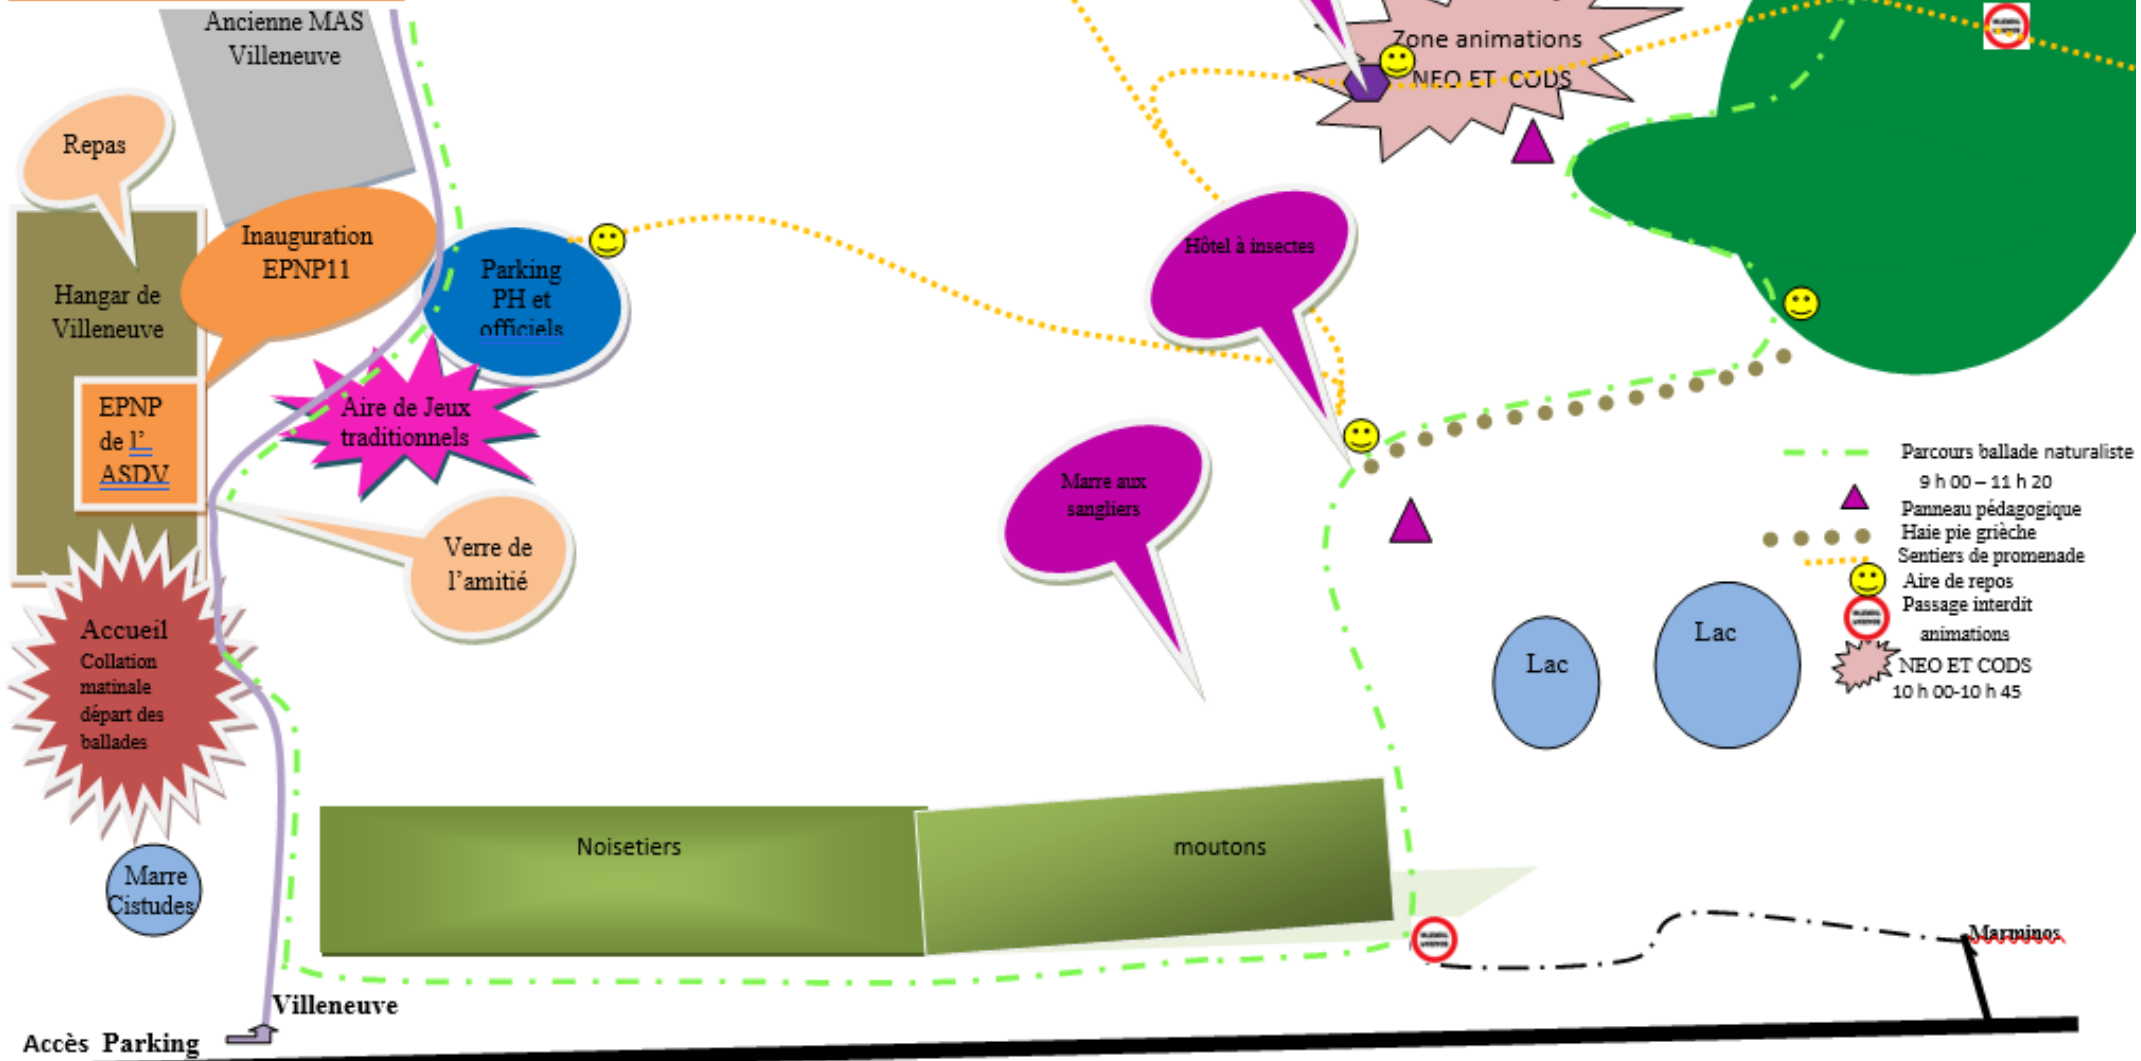 Ancienne MAS
Villeneuve
Zone animations
NEO ET CODS
Repas
Inauguration
EPNP11
Parking
PH et
officiels
Hôtel à insectes
Hangar de
Villeneuve
EPNP
de l'
ASDV
Aire de Jeux
traditionnels
Marre aux
sangliers
Verre de
l'amitié
Parcours ballade naturaliste
9 h 00 – 11 h 20
Panneau pédagogique
Haie pie grièche
Sentiers de promenade
Aire de repos
Passage interdit
animations
NEO ET CODS
10 h 00-10 h 45
Accueil
Collation
matinale
départ des
ballades
Lac
Lac
Noisetiers
moutons
Marre
Cistudes
Marminos
Villeneuve
Accès Parking